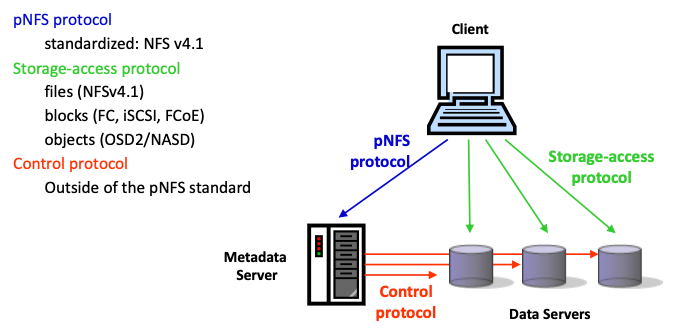 pNFS protocol
standardized: NFS v4.1
Storage-access protocol
files (NFSv4.1)
blocks (FC, iSCSI, FCoE)
objects (OSD2/NASD)
Control protocol
Outside of the pNFS standard
Client
pNFS
protocol
Storage-access
protocol
Metadata
Server
Control
protocol
Data Servers